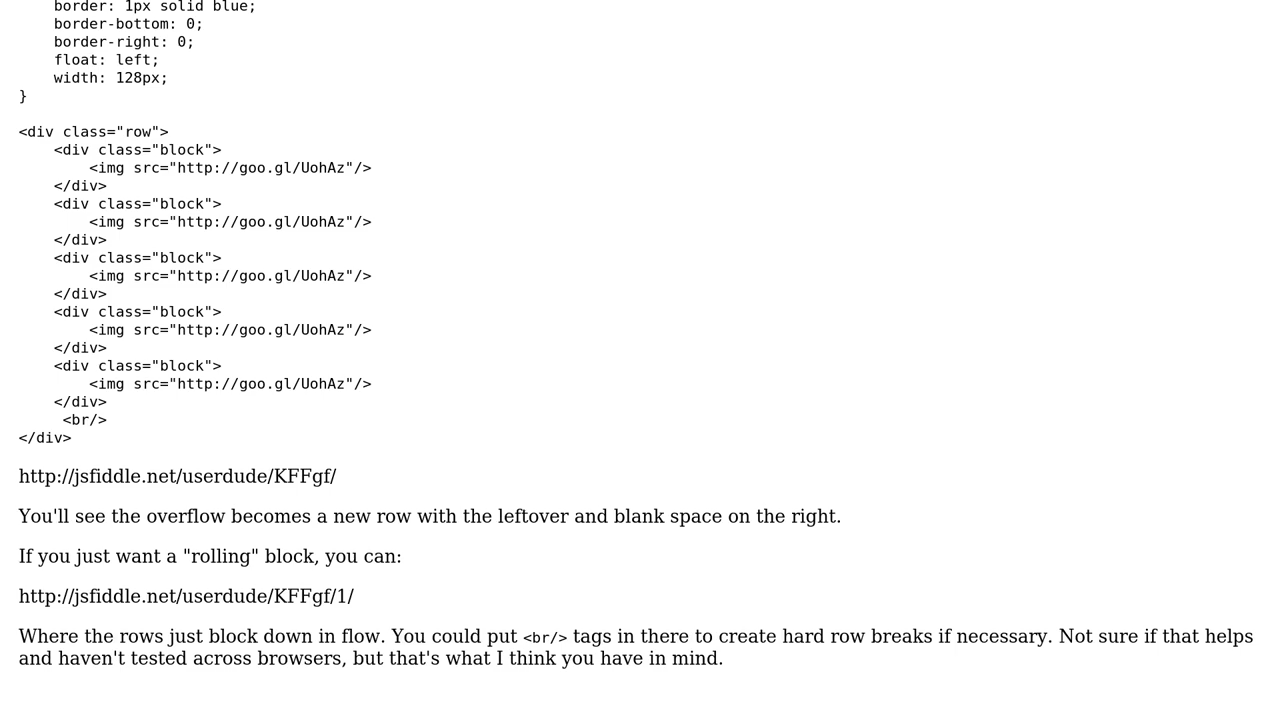 border: 1px solid blue;
    border-bottom: 0;
    border-right: 0;
    float: left;
    width: 128px;
}

<div class="row">
    <div class="block">
        <img src="http://goo.gl/UohAz"/>
    </div>
    <div class="block">
        <img src="http://goo.gl/UohAz"/>
    </div>
    <div class="block">
        <img src="http://goo.gl/UohAz"/>
    </div>
    <div class="block">
        <img src="http://goo.gl/UohAz"/>
    </div>
    <div class="block">
        <img src="http://goo.gl/UohAz"/>
    </div>
     <br/>
</div>

http://jsfiddle.net/userdude/KFFgf/

You'll see the overflow becomes a new row with the leftover and blank space on the right.

If you just want a "rolling" block, you can:

http://jsfiddle.net/userdude/KFFgf/1/

Where the rows just block down in flow. You could put <br/> tags in there to create hard row breaks if necessary. Not sure if that helps
and haven't tested across browsers, but that's what I think you have in mind.